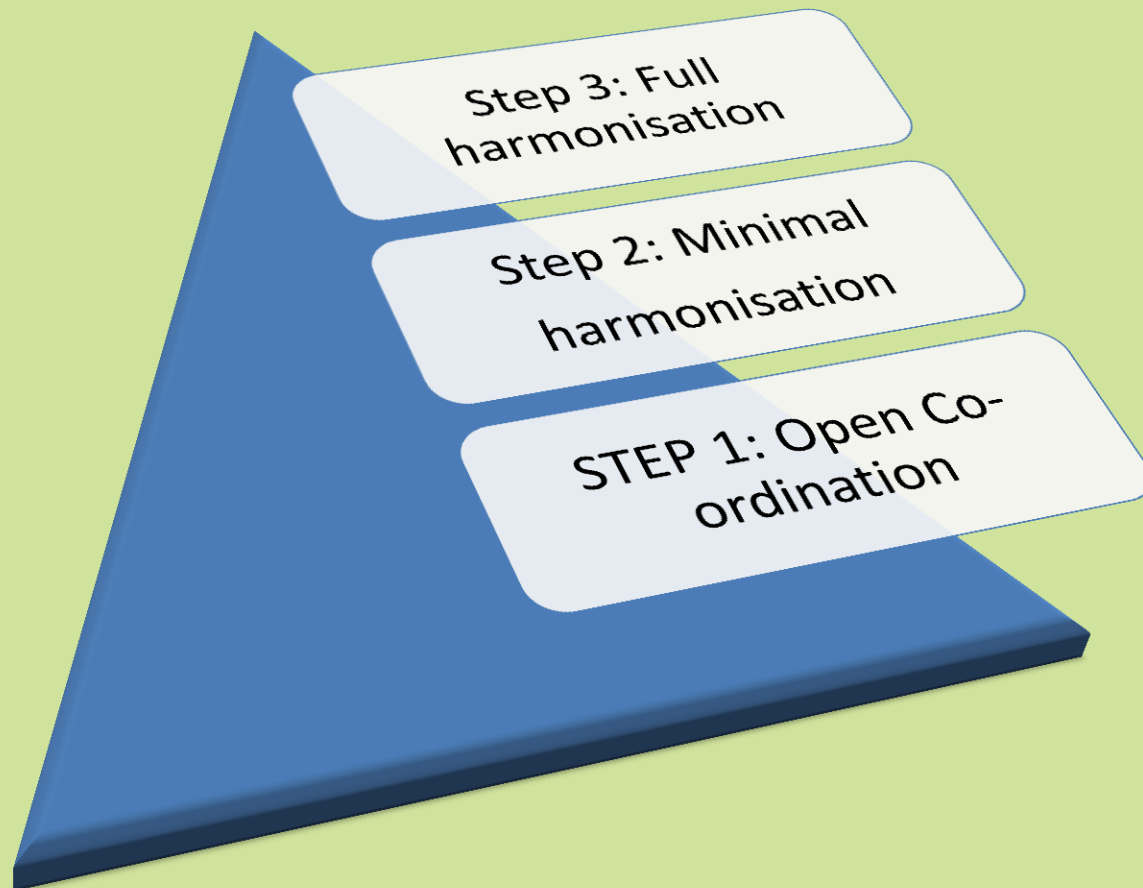 Step 3: Full
harmonisation
Step 2: Minimal
harmonisation
STEP 1: Open Co-
ordination